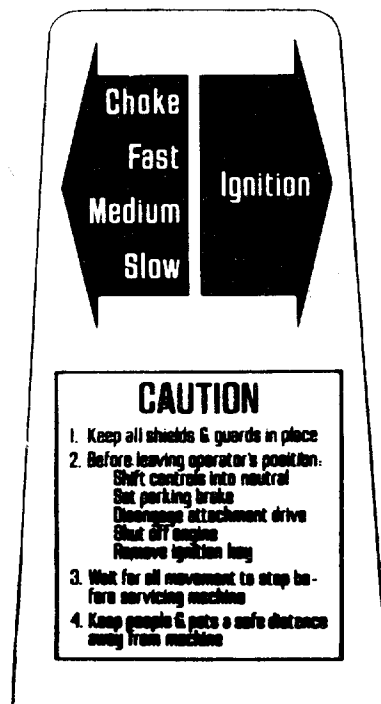 Choke
Fast
Medium
Slow
Ignition
CAUTION
1. Keep all shields & guards in place
2. Before leaving operator's position:
Shift controls into neutral
Set parking brake
Disengage attachment drive
Shut off engine
Remove ignition key
3. Wait for all movement to stop be-
fore servicing machine
4. Keep people & pets a safe distance
away from machine